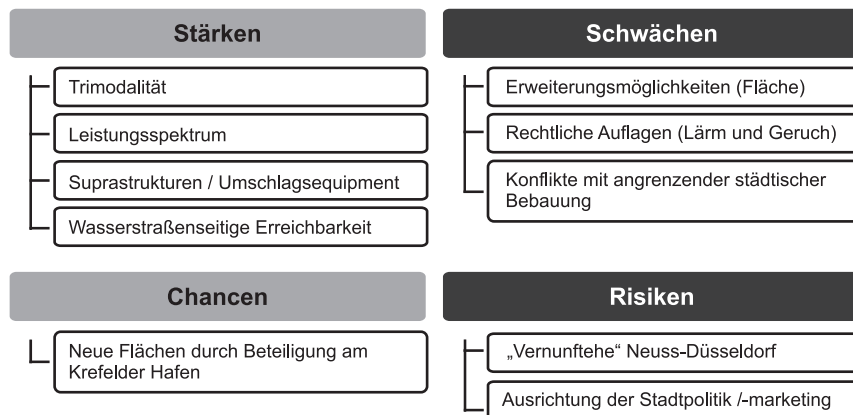 Stärken
Trimodalität
Leistungsspektrum
Suprastrukturen / Umschlagsequipment
Wasserstraßenseitige Erreichbarkeit
Schwächen
Erweiterungsmöglichkeiten (Fläche)
Rechtliche Auflagen (Lärm und Geruch)
Konflikte mit angrenzender städtischer
Bebauung
Chancen
Neue Flächen durch Beteiligung am
Krefelder Hafen
Risiken
„Vernunftehe“ Neuss-Düsseldorf
Ausrichtung der Stadtpolitik /-marketing